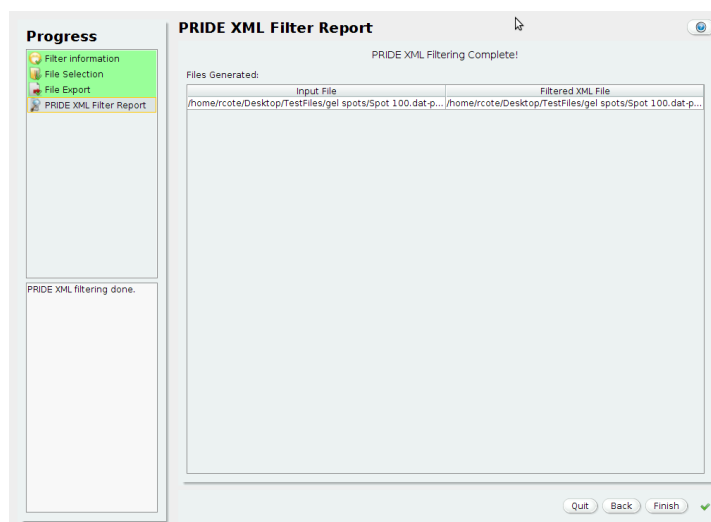 Progress
Filter information
File Selection
File Export
PRIDE XML Filter Report
PRIDE XML filtering done.
PRIDE XML Filter Report
PRIDE XML Filtering Complete!
Files Generated:
Input File Filtered XML File
/home/rcote/Desktop/TestFiles/gel spots/Spot 100.dat-p... /home/rcote/Desktop/TestFiles/gel spots/Spot 100.dat-p...
Quit Back Finish